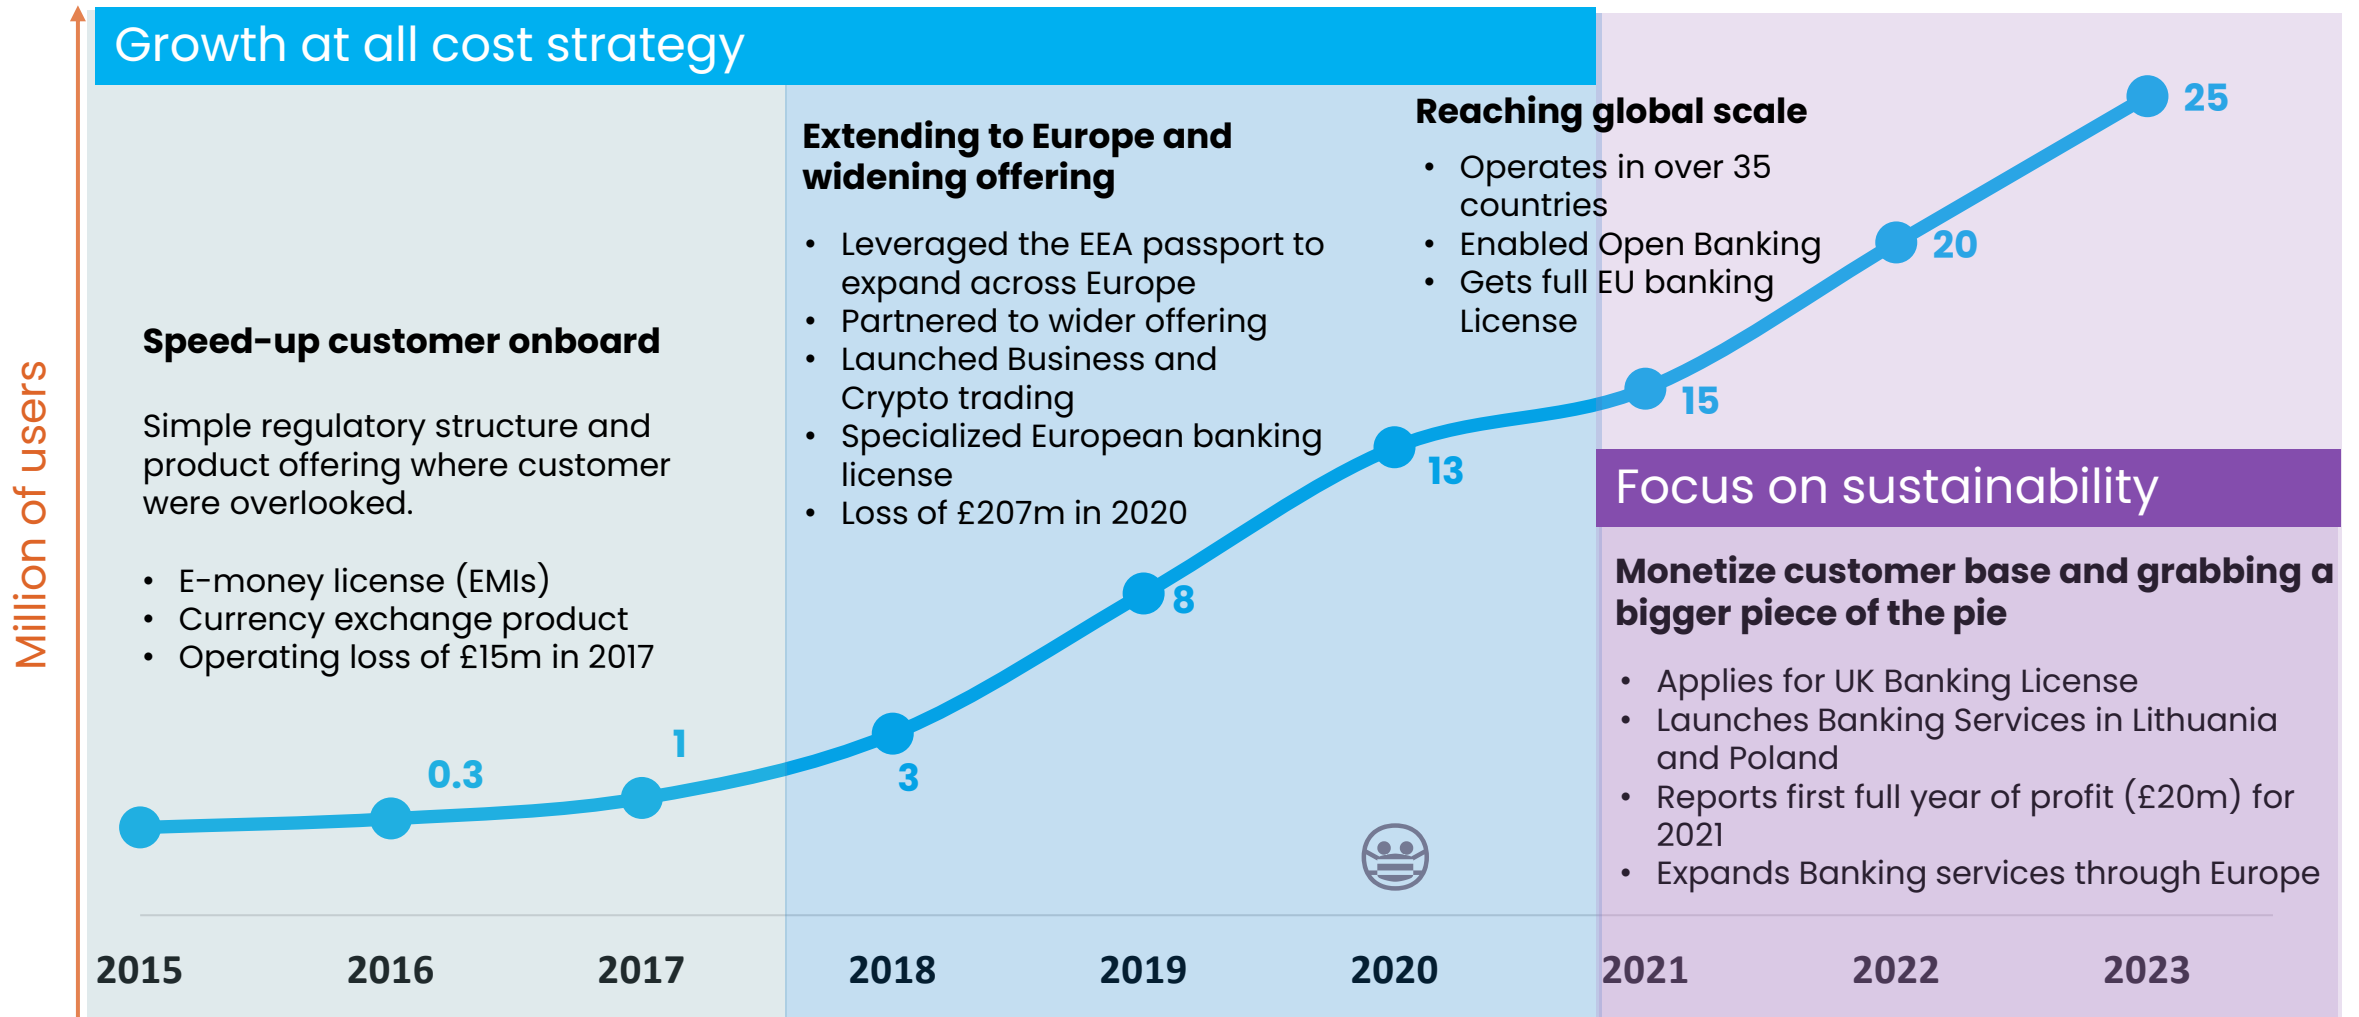 Growth at all cost strategy
Million of users
Speed-up customer onboard
Simple regulatory structure and
product offering where customer
were overlooked.
• E-money license (EMIs)
• Currency exchange product
• Operating loss of £15m in 2017
Extending to Europe and
widening offering
• Leveraged the EEA passport to
expand across Europe
• Partnered to wider offering
• Launched Business and
Crypto trading
• Specialized European banking
license
• Loss of £207m in 2020
Reaching global scale
• Operates in over 35
countries
• Enabled Open Banking
• Gets full EU banking
License
Focus on sustainability
Monetize customer base and grabbing a
bigger piece of the pie
• Applies for UK Banking License
• Launches Banking Services in Lithuania
and Poland
• Reports first full year of profit (£20m) for
2021
• Expands Banking services through Europe
0.3
1
3
8
13
15
20
25
2015
2016
2017
2018
2019
2020
2021
2022
2023